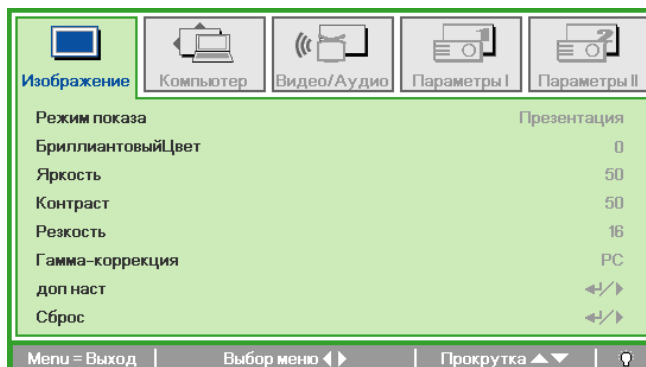 Изображение Компьютер Видео/Аудио Параметры I Параметры II
Режим показа Презентация
БриллиантовыйЦвет 0
Яркость 50
Контраст 50
Резкость 16
Гамма-коррекция PC
доп наст
Сброс
Menu = Выход Выбор меню Прокрутка